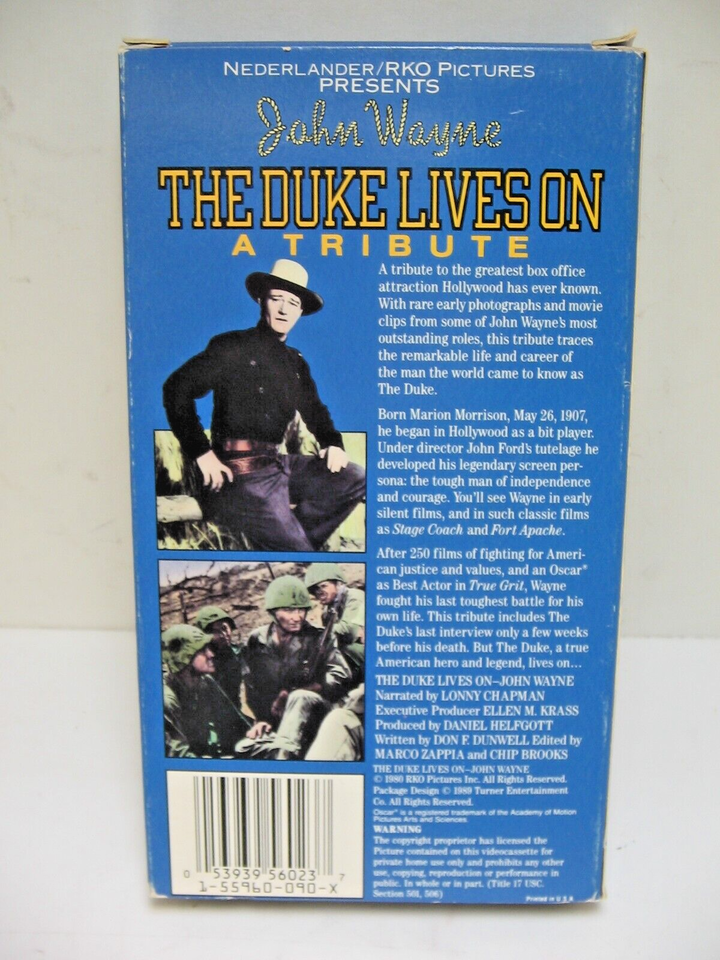 NEDERLANDER/RKO PICTURES
PRESENTS
John Wayne
THE DUKE LIVES ON
A TRIBUTE
A tribute to the greatest box office
attraction Hollywood has ever known.
With rare early photographs and movie
clips from some of John Wayne's most
outstanding roles, this tribute traces
the remarkable life and career of
the man the world came to know as
The Duke.
Born Marion Morrison, May 26, 1907,
he began in Hollywood as a bit player.
Under director John Ford's tutelage he
developed his legendary screen per-
sona: the tough man of independence
and courage. You'll see Wayne in early
silent films, and in such classic films
as Stage Coach and Fort Apache.
After 250 films of fighting for Ameri-
can justice and values, and an Oscar®
as Best Actor in True Grit, Wayne
fought his last toughest battle for his
own life. This tribute includes The
Duke's last interview only a few weeks
before his death. But The Duke, a true
American hero and legend, lives on...
THE DUKE LIVES ON—JOHN WAYNE
Narrated by LONNY CHAPMAN
Executive Producer ELLEN M. KRASS
Produced by DANIEL HELFGOTT
Written by DON F. DUNWELL Edited by
MARCO ZAPPIA and CHIP BROOKS
THE DUKE LIVES ON—JOHN WAYNE
© 1980 RKO Pictures Inc. All Rights Reserved.
Package Design © 1989 Turner Entertainment
Co. All Rights Reserved.
Oscar® is a registered trademark of the Academy of Motion
Pictures Arts and Sciences.
WARNING
The copyright proprietor has licensed the
Picture contained on this videocassette for
private home use only and prohibits any other
use, copying, reproduction or performance in
public. In whole or in part. (Title 17 USC.
Section 501, 506)
Printed in U.S.A.
0 53939 56023 7
1-55960-090-X